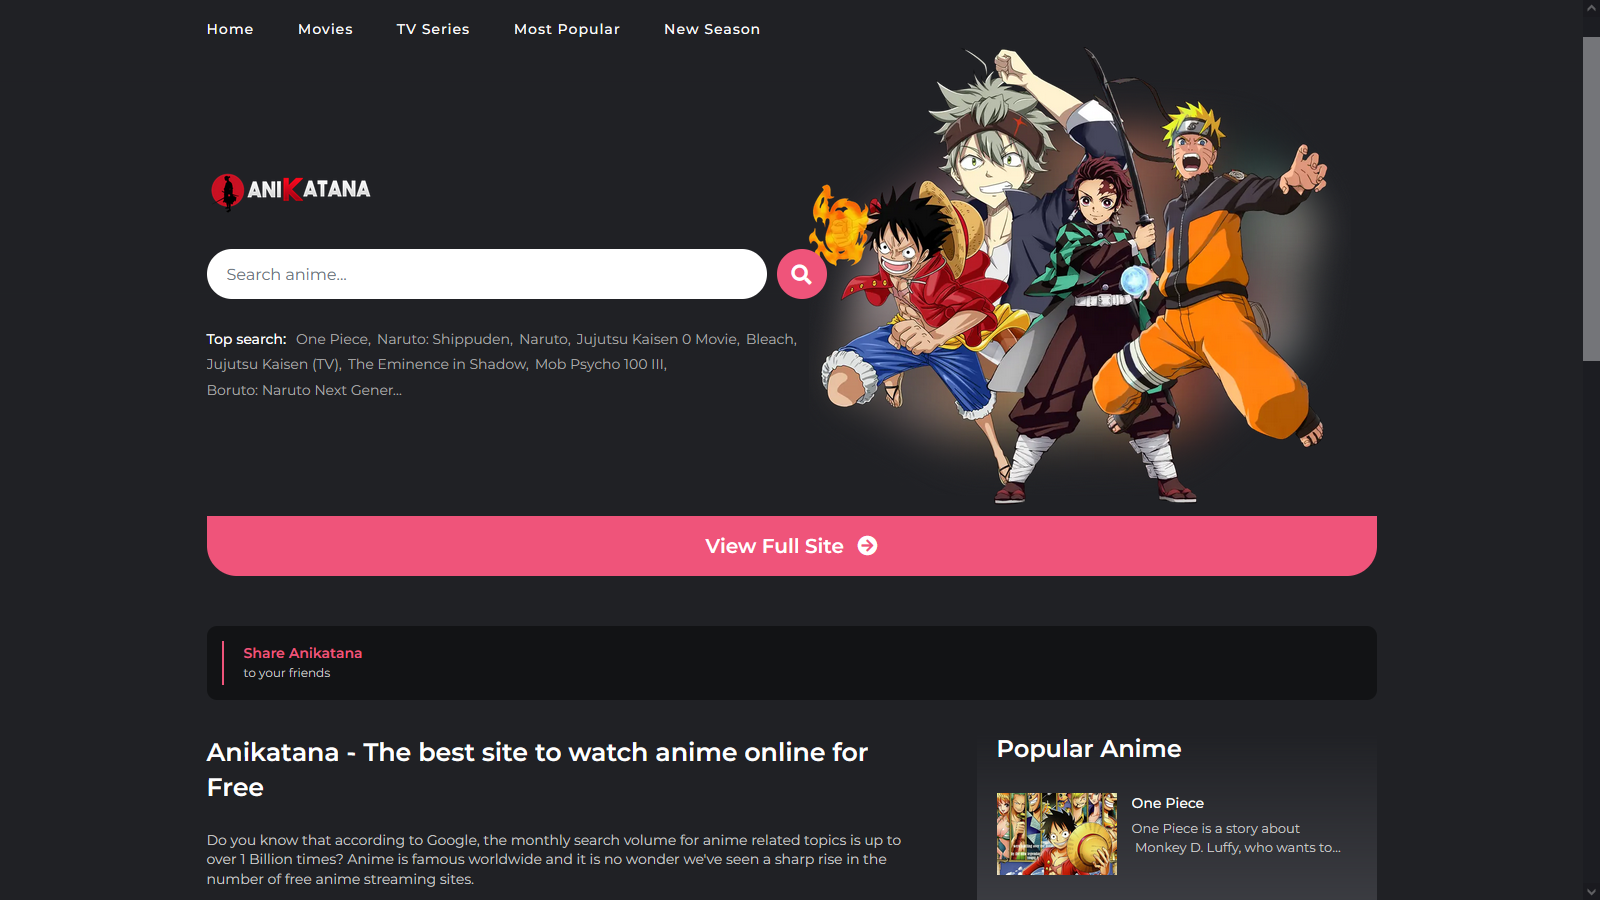 Home Movies TV Series Most Popular New Season
ANIKATANA
Search anime...
Top search: One Piece, Naruto: Shippuden, Naruto, Jujutsu Kaisen 0 Movie, Bleach,
Jujutsu Kaisen (TV), The Eminence in Shadow, Mob Psycho 100 III,
Boruto: Naruto Next Gener...
View Full Site
Share Anikatana
to your friends
Anikatana - The best site to watch anime online for
Free
Do you know that according to Google, the monthly search volume for anime related topics is up to
over 1 Billion times? Anime is famous worldwide and it is no wonder we've seen a sharp rise in the
number of free anime streaming sites.
Popular Anime
One Piece
One Piece is a story about
Monkey D. Luffy, who wants to...